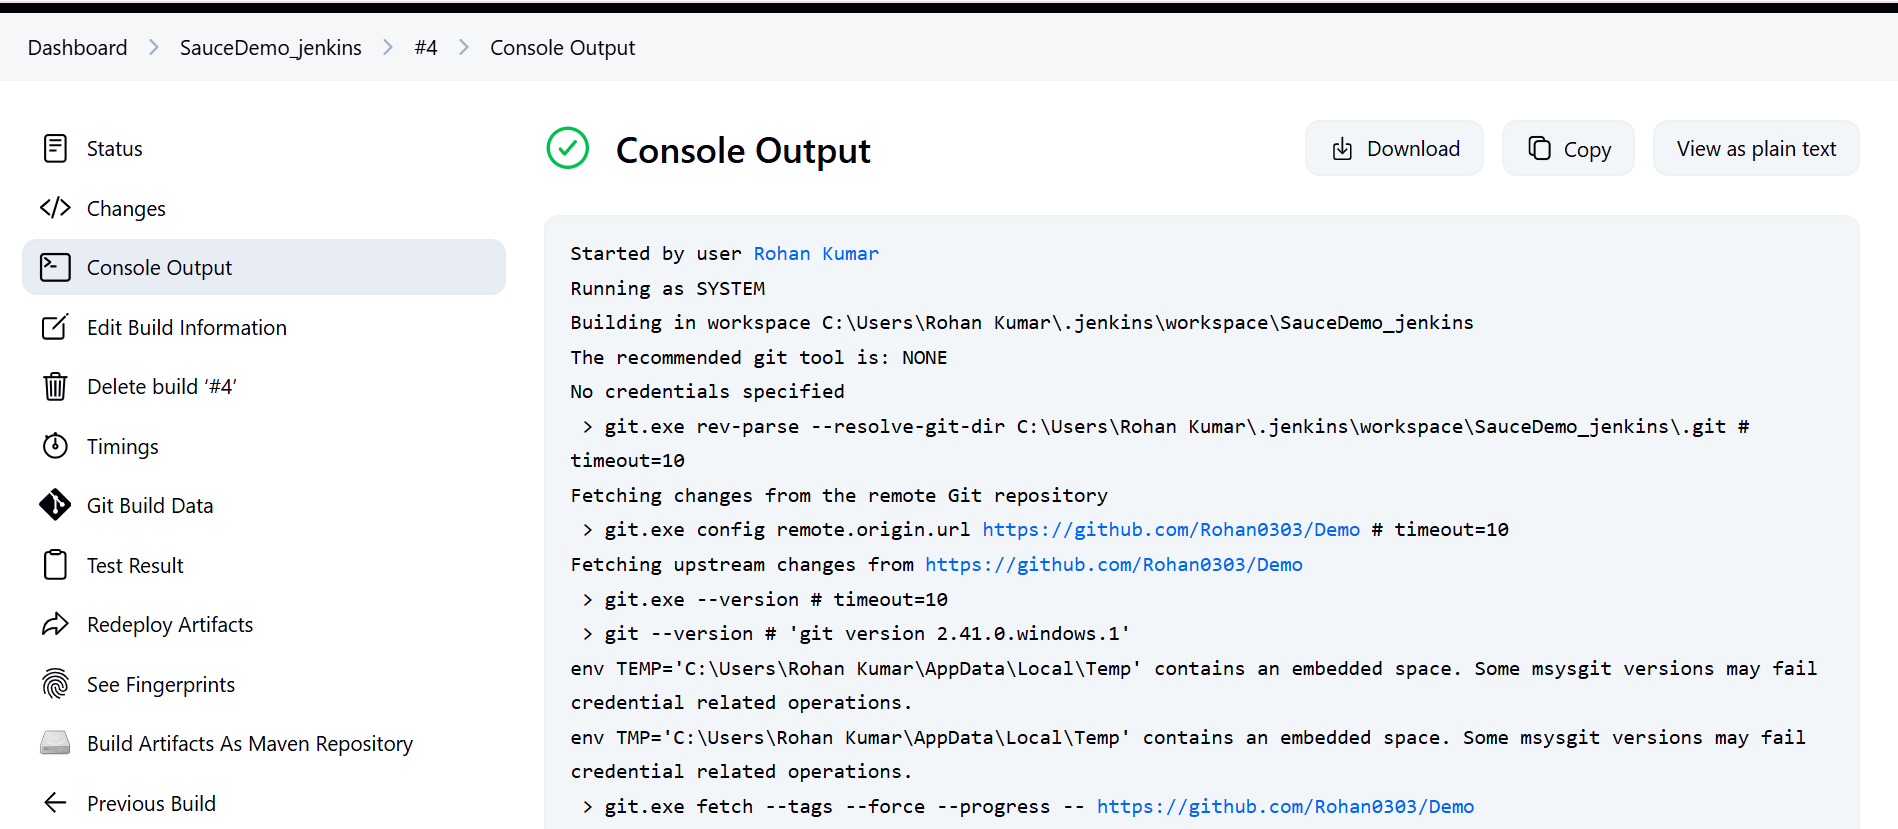 Dashboard > SauceDemo_jenkins > #4 > Console Output
Status
Changes
Console Output
Edit Build Information
Delete build ‘#4’
Timings
Git Build Data
Test Result
Redeploy Artifacts
See Fingerprints
Build Artifacts As Maven Repository
Previous Build
Console Output
Download
Copy
View as plain text
Started by user Rohan Kumar
Running as SYSTEM
Building in workspace C:\Users\Rohan Kumar\.jenkins\workspace\SauceDemo_jenkins
The recommended git tool is: NONE
No credentials specified
> git.exe rev-parse --resolve-git-dir C:\Users\Rohan Kumar\.jenkins\workspace\SauceDemo_jenkins\.git #
timeout=10
Fetching changes from the remote Git repository
> git.exe config remote.origin.url https://github.com/Rohan0303/Demo # timeout=10
Fetching upstream changes from https://github.com/Rohan0303/Demo
> git.exe --version # timeout=10
> git --version # 'git version 2.41.0.windows.1'
env TEMP='C:\Users\Rohan Kumar\AppData\Local\Temp' contains an embedded space. Some msysgit versions may fail
credential related operations.
env TMP='C:\Users\Rohan Kumar\AppData\Local\Temp' contains an embedded space. Some msysgit versions may fail
credential related operations.
> git.exe fetch --tags --force --progress -- https://github.com/Rohan0303/Demo